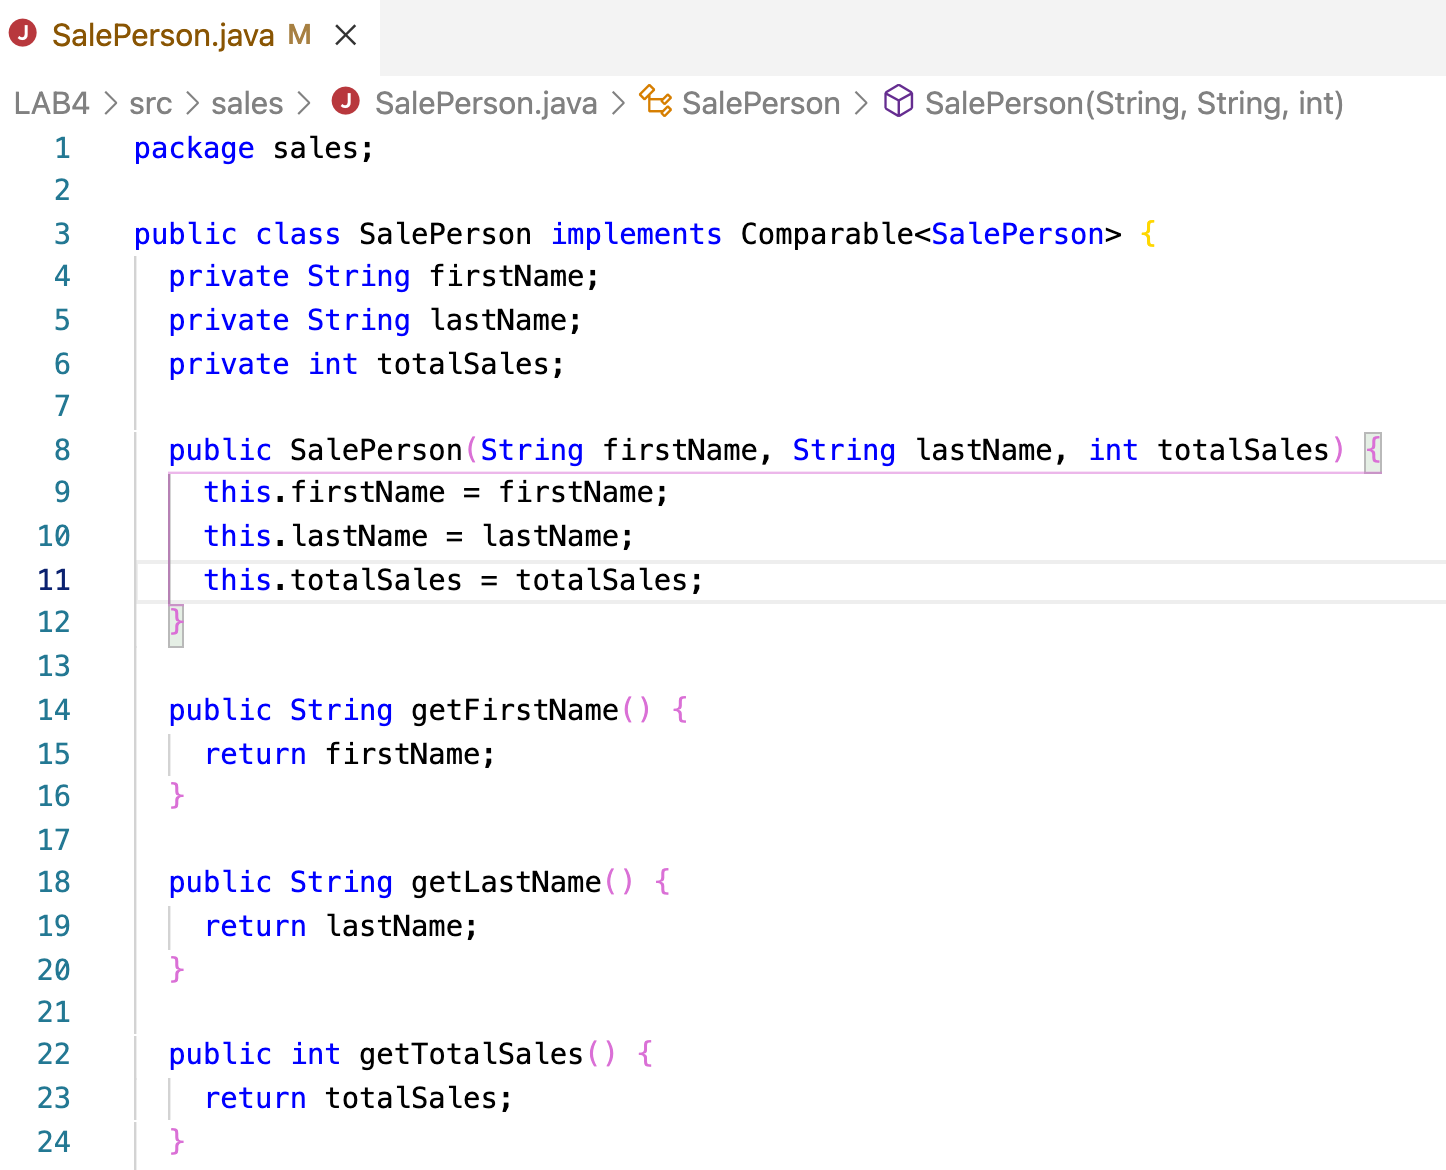 J SalePerson.java M
LAB4 > src > sales > J SalePerson.java > SalePerson > SalePerson(String, String, int)
1 package sales;
2
3 public class SalePerson implements Comparable<SalePerson> {
4   private String firstName;
5   private String lastName;
6   private int totalSales;
7
8   public SalePerson(String firstName, String lastName, int totalSales) {
9     this.firstName = firstName;
10     this.lastName = lastName;
11     this.totalSales = totalSales;
12   }
13
14   public String getFirstName() {
15     return firstName;
16   }
17
18   public String getLastName() {
19     return lastName;
20   }
21
22   public int getTotalSales() {
23     return totalSales;
24   }